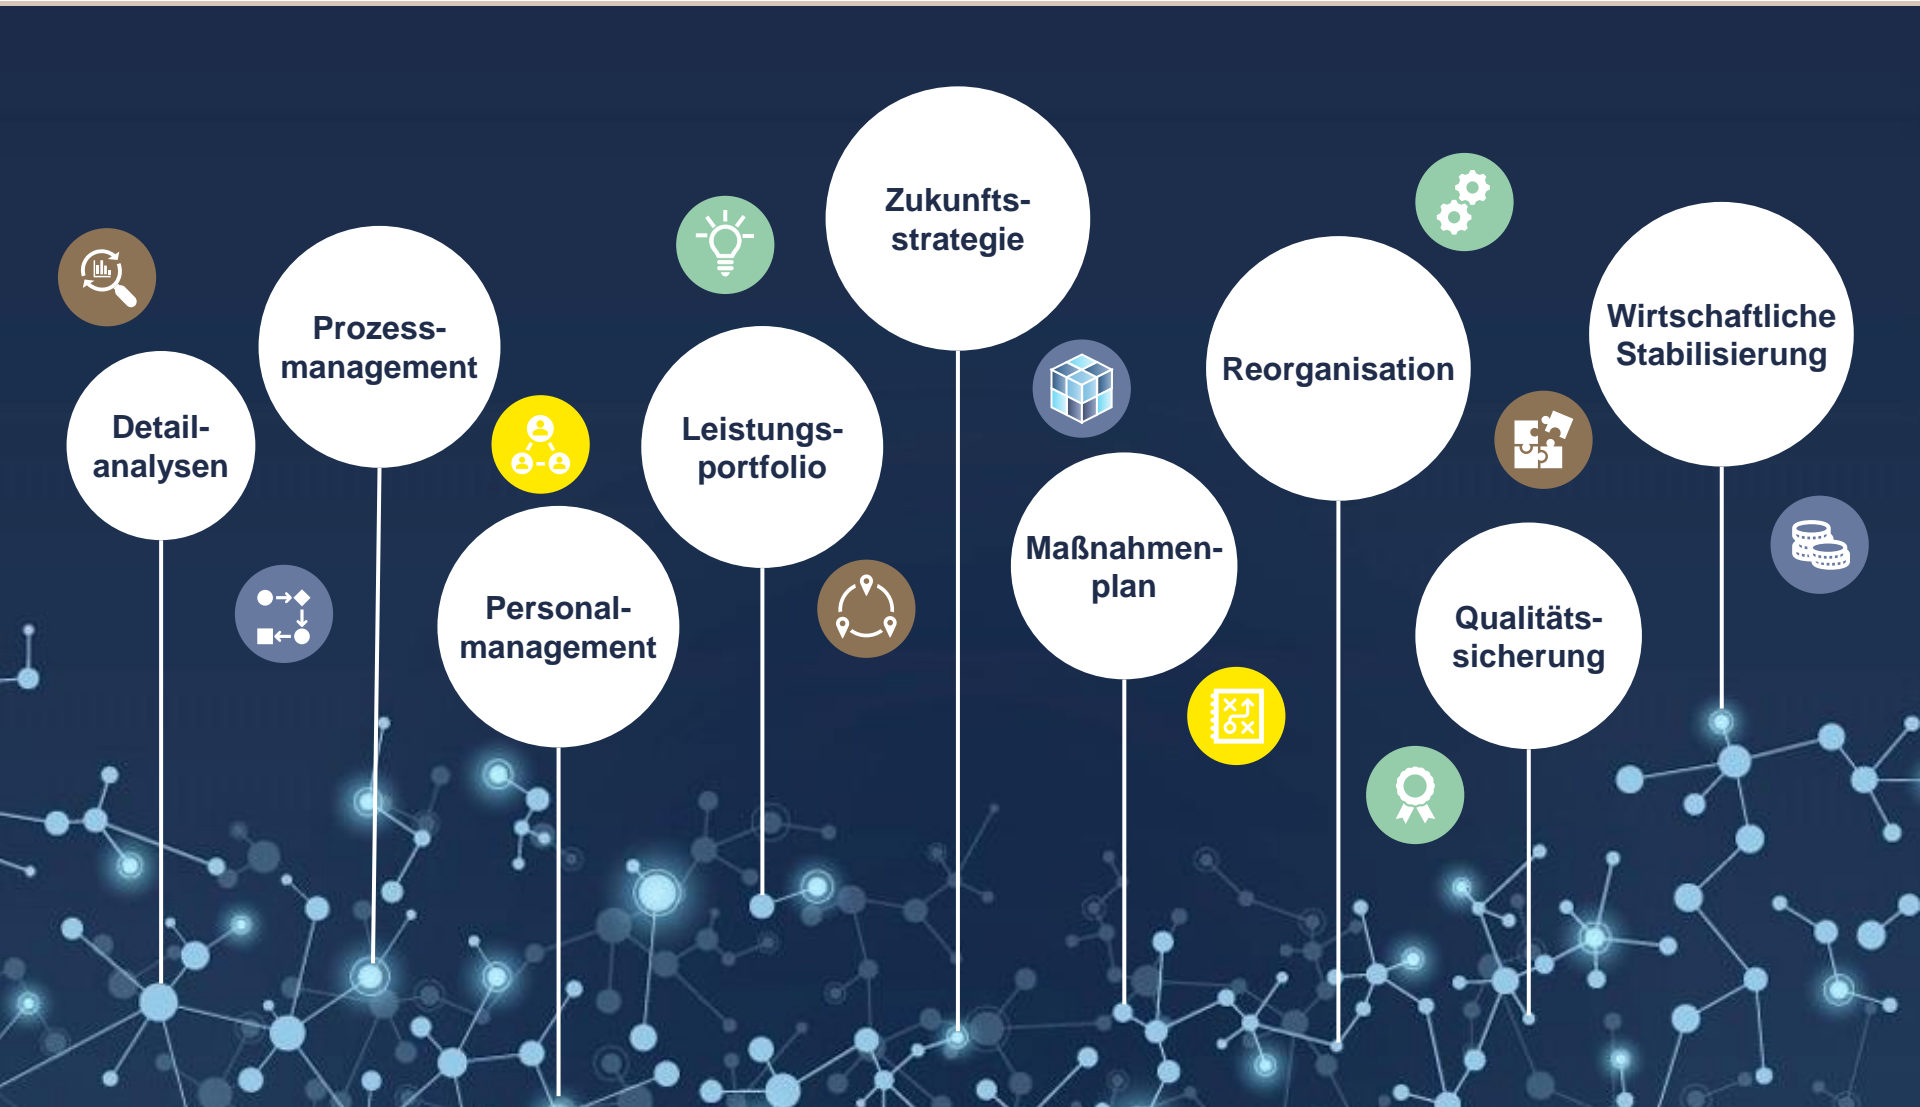 Detail-
analysen
Prozess-
management
Personal-
management
Leistungs-
portfolio
Zukunfts-
strategie
Maßnahmen-
plan
Reorganisation
Qualitäts-
sicherung
Wirtschaftliche
Stabilisierung